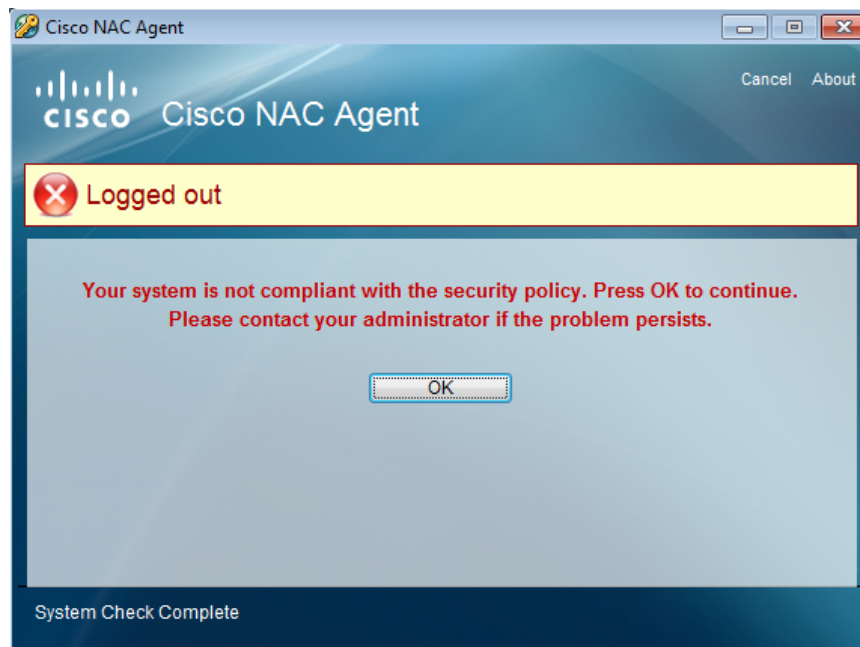 Cisco NAC Agent
Cancel About
CISCO Cisco NAC Agent
Logged out
Your system is not compliant with the security policy. Press OK to continue.
Please contact your administrator if the problem persists.
OK
System Check Complete